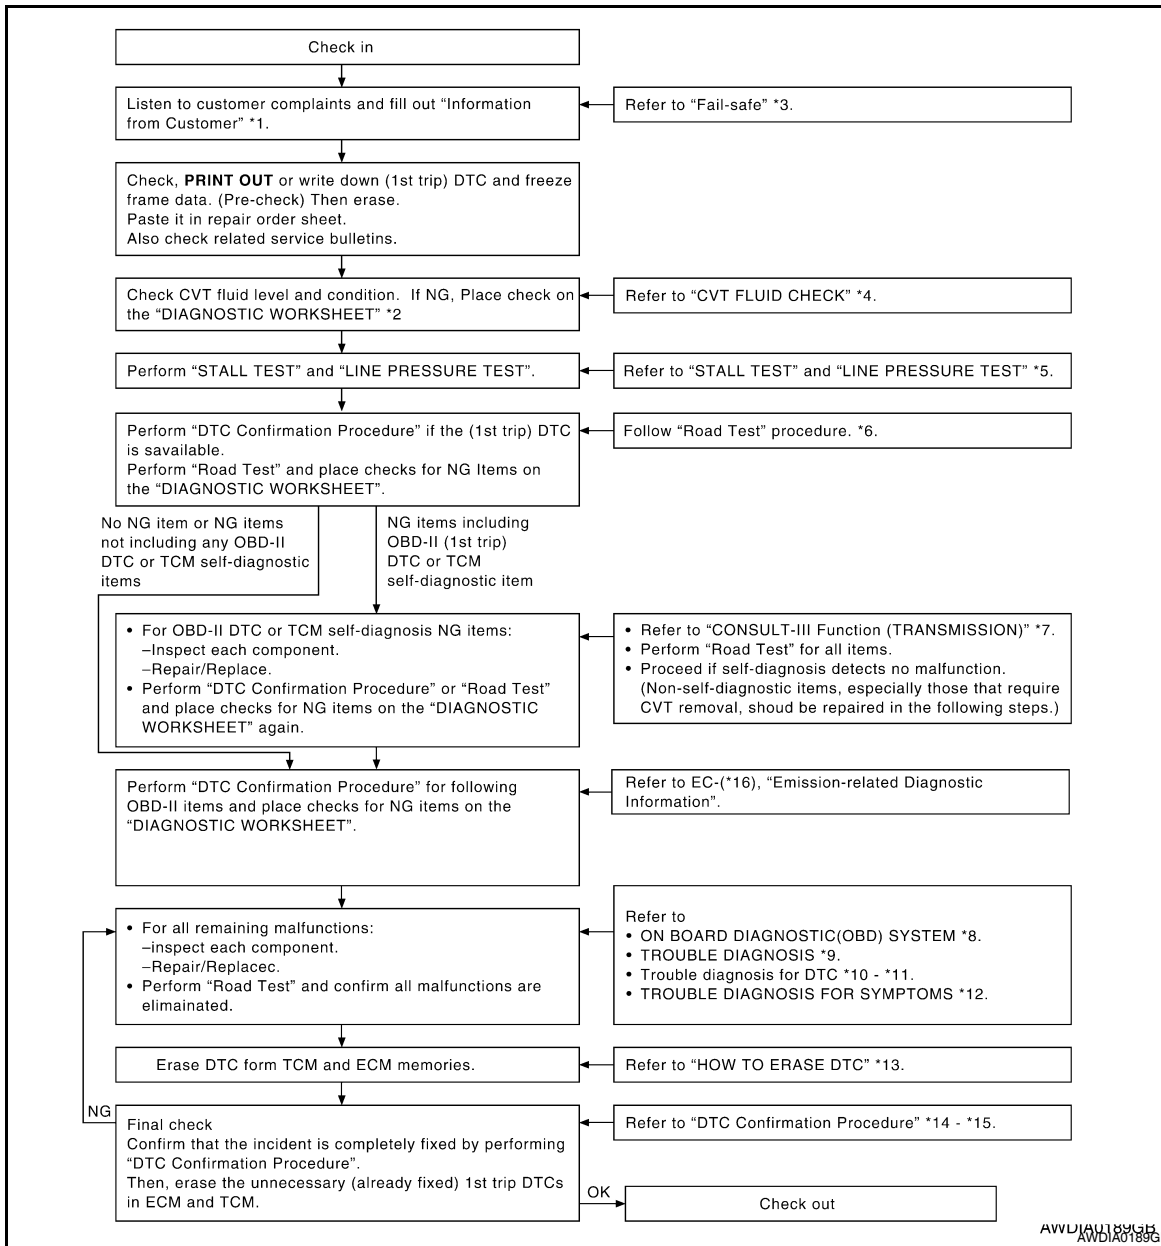 Check in
Listen to customer complaints and fill out “Information
from Customer” *1.
Refer to “Fail-safe” *3.
Check, PRINT OUT or write down (1st trip) DTC and freeze
frame data. (Pre-check) Then erase.
Paste it in repair order sheet.
Also check related service bulletins.
Check CVT fluid level and condition. If NG, Place check on
the “DIAGNOSTIC WORKSHEET” *2
Refer to “CVT FLUID CHECK” *4.
Perform “STALL TEST” and “LINE PRESSURE TEST”.
Refer to “STALL TEST” and “LINE PRESSURE TEST” *5.
Perform “DTC Confirmation Procedure” if the (1st trip) DTC
is savailable.
Perform “Road Test” and place checks for NG Items on
the “DIAGNOSTIC WORKSHEET”.
Follow “Road Test” procedure. *6.
No NG item or NG items
not including any OBD-II
DTC or TCM self-diagnostic
items
NG items including
OBD-II (1st trip)
DTC or TCM
self-diagnostic item
• For OBD-II DTC or TCM self-diagnosis NG items:
–Inspect each component.
–Repair/Replace.
• Perform “DTC Confirmation Procedure” or “Road Test”
and place checks for NG items on the “DIAGNOSTIC
WORKSHEET” again.
• Refer to “CONSULT-III Function (TRANSMISSION)” *7.
• Perform “Road Test” for all items.
• Proceed if self-diagnosis detects no malfunction.
(Non-self-diagnostic items, especially those that require
CVT removal, shoud be repaired in the following steps.)
Perform “DTC Confirmation Procedure” for following
OBD-II items and place checks for NG items on the
“DIAGNOSTIC WORKSHEET”.
Refer to EC-(*16), “Emission-related Diagnostic
Information”.
• For all remaining malfunctions:
–inspect each component.
–Repair/Replacec.
• Perform “Road Test” and confirm all malfunctions are
elimainated.
Refer to
• ON BOARD DIAGNOSTIC(OBD) SYSTEM *8.
• TROUBLE DIAGNOSIS *9.
• Trouble diagnosis for DTC *10 - *11.
• TROUBLE DIAGNOSIS FOR SYMPTOMS *12.
Erase DTC form TCM and ECM memories.
Refer to “HOW TO ERASE DTC” *13.
NG
Final check
Confirm that the incident is completely fixed by performing
“DTC Confirmation Procedure”.
Then, erase the unnecessary (already fixed) 1st trip DTCs
in ECM and TCM.
Refer to “DTC Confirmation Procedure” *14 - *15.
OK
Check out
AWDIA0189GB
AWDIA0189G